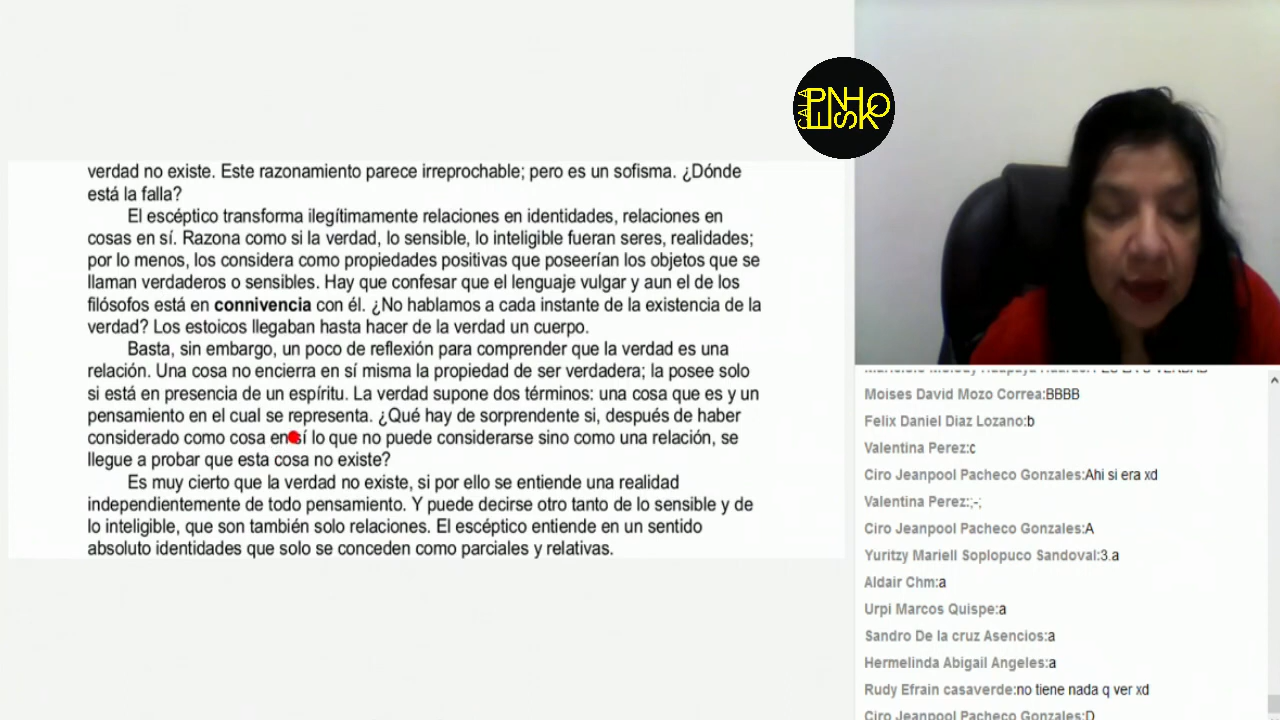 verdad no existe. Este razonamiento parece irreprochable; pero es un sofisma. ¿Dónde
está la falla?
El escéptico transforma ilegítimamente relaciones en identidades, relaciones en
cosas en sí. Razona como si la verdad, lo sensible, lo inteligible fueran seres, realidades;
por lo menos, los considera como propiedades positivas que poseerían los objetos que se
llaman verdaderos o sensibles. Hay que confesar que el lenguaje vulgar y aun el de los
filósofos está en connivencia con él. ¿No hablamos a cada instante de la existencia de la
verdad? Los estoicos llegaban hasta hacer de la verdad un cuerpo.
Basta, sin embargo, un poco de reflexión para comprender que la verdad es una
relación. Una cosa no encierra en sí misma la propiedad de ser verdadera; la posee solo
si está en presencia de un espíritu. La verdad supone dos términos: una cosa que es y un
pensamiento en el cual se representa. ¿Qué hay de sorprendente si, después de haber
considerado como cosa en sí lo que no puede considerarse sino como una relación, se
llegue a probar que esta cosa no existe?
Es muy cierto que la verdad no existe, si por ello se entiende una realidad
independientemente de todo pensamiento. Y puede decirse otro tanto de lo sensible y de
lo inteligible, que son también solo relaciones. El escéptico entiende en un sentido
absoluto identidades que solo se conceden como parciales y relativas.
CALA
PENHSKO
Moises David Mozo Correa:BBBB
Felix Daniel Diaz Lozano:b
Valentina Perez:c
Ciro Jeanpool Pacheco Gonzales:Ahi si era xd
Valentina Perez:;-;
Ciro Jeanpool Pacheco Gonzales:A
Yuritzy Mariell Soplopuco Sandoval:3.a
Aldair Chm:a
Urpi Marcos Quispe:a
Sandro De la cruz Asencios:a
Hermelinda Abigail Angeles:a
Rudy Efrain casaverde:no tiene nada q ver xd
Ciro Jeanpool Pacheco Gonzales:D